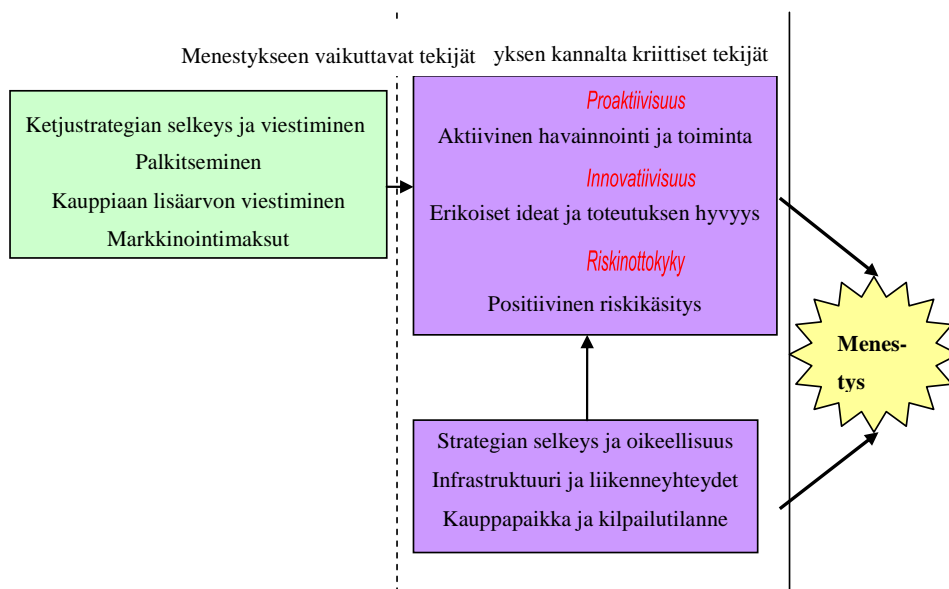 Menestykseen vaikuttavat tekijät
yksen kannalta kriittiset tekijät
Ketjustrategian selkeys ja viestiminen
Palkitseminen
Kauppiaan lisäarvon viestiminen
Markkinointimaksut
Proaktiivisuus
Aktiivinen havainnointi ja toiminta
Innovatiivisuus
Erikoiset ideat ja toteutuksen hyvyys
Riskinottokyky
Positiivinen riskikäsitys
Strategian selkeys ja oikeellisuus
Infrastruktuuri ja liikenneyhteydet
Kauppapaikka ja kilpailutilanne
Menes-
tys